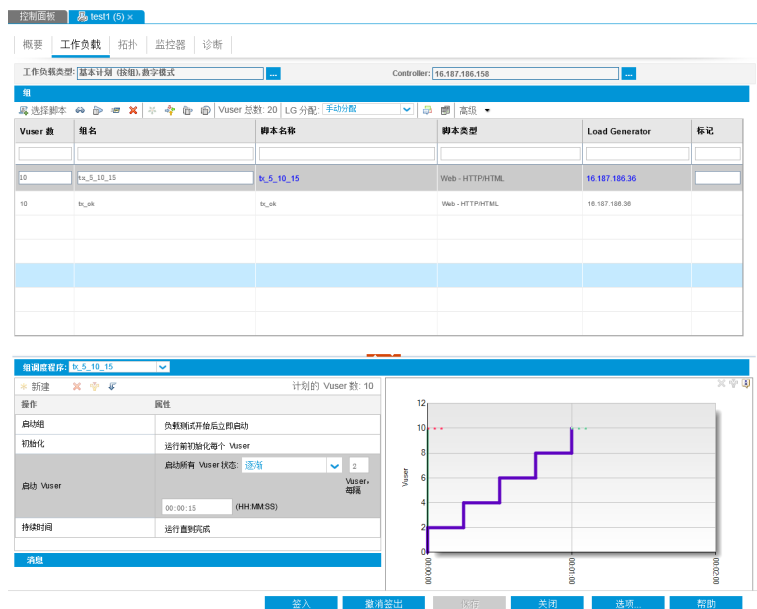 控制面板 test1 (5) ×
概要 工作负载 拓扑 监控器 诊断
工作负载类型: 基本计划 (按组),数字模式 ... Controller: 16.187.186.158 ...
组
选择脚本 Vuser 总数: 20 LG 分配: 手动分配 高级
Vuser 数 组名 脚本名称 脚本类型 Load Generator 标记
10 tx_5_10_15 tx_5_10_15 Web - HTTP/HTML 16.187.186.36
10 tx_ok tx_ok Web - HTTP/HTML 16.187.186.36
组调度程序: tx_5_10_15
新建 计划的 Vuser 数: 10
操作 属性
启动组 负载测试开始后立即启动
初始化 运行前初始化每个 Vuser
启动 Vuser 启动所有 Vuser 状态: 逐渐 2 Vuser,
每隔
00:00:15 (HH:MM:SS)
持续时间 运行直到完成
消息
12
10
8
6
4
2
0
Vuser
00:00:00 00:01:00 00:02:00
签入 撤消签出 保存 关闭 选项... 帮助